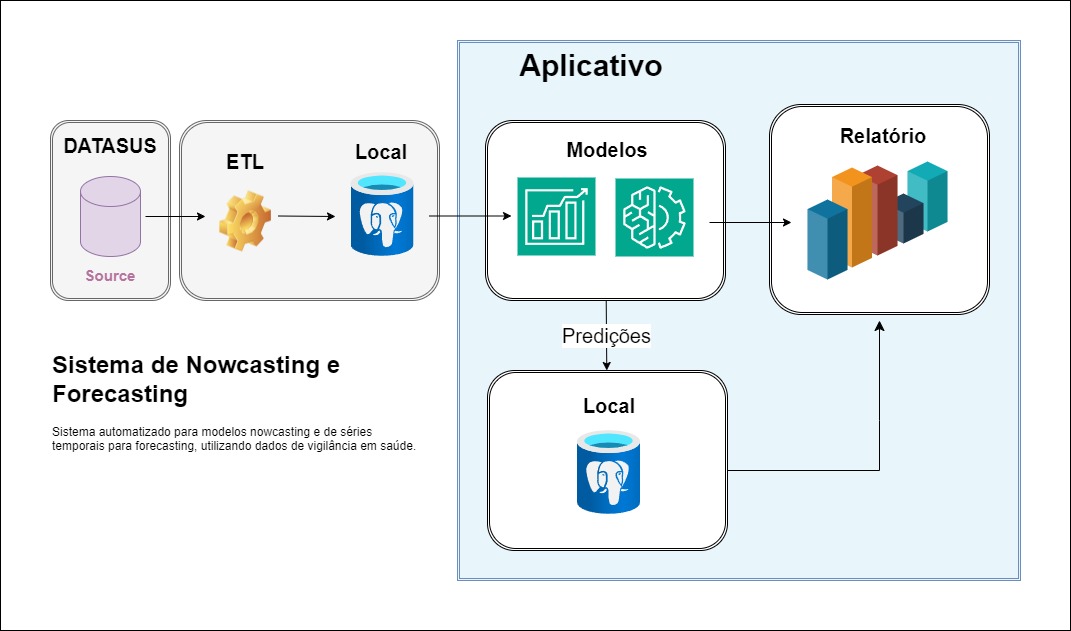 Aplicativo
DATASUS
Source
ETL
Local
Modelos
Relatório
Predições
Local
Sistema de Nowcasting e
Forecasting
Sistema automatizado para modelos nowcasting e de séries
temporais para forecasting, utilizando dados de vigilância em saúde.